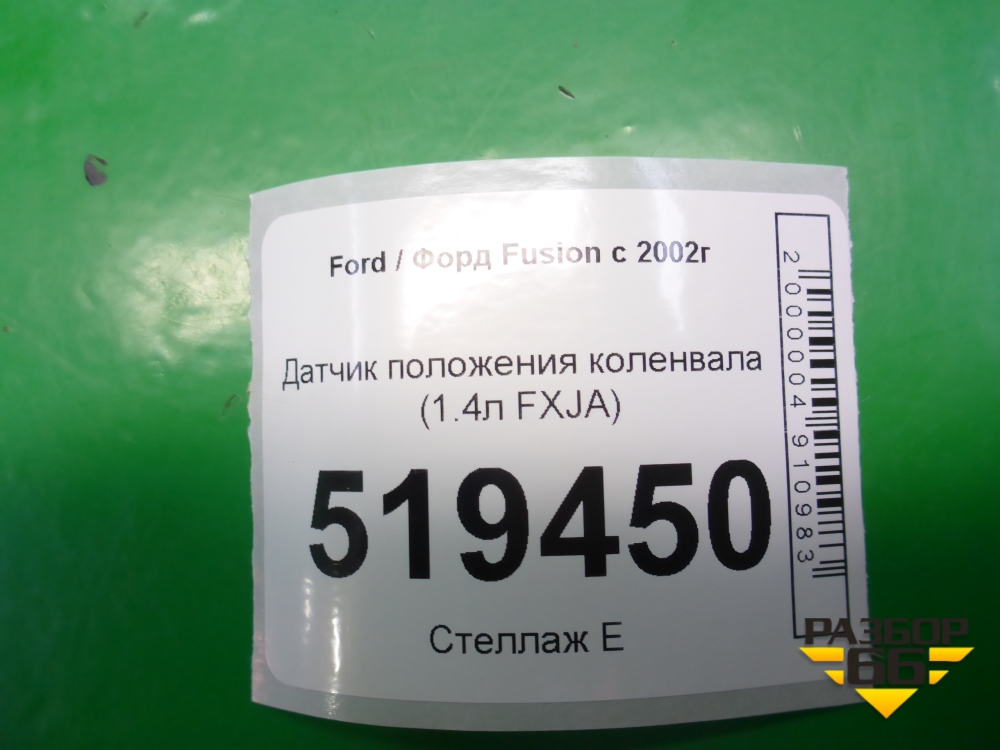 Ford / Форд Fusion с 2002г
Датчик положения коленвала
(1.4л FXJA)
519450
Стеллаж Е
2000004910983
РАЗБОР
66